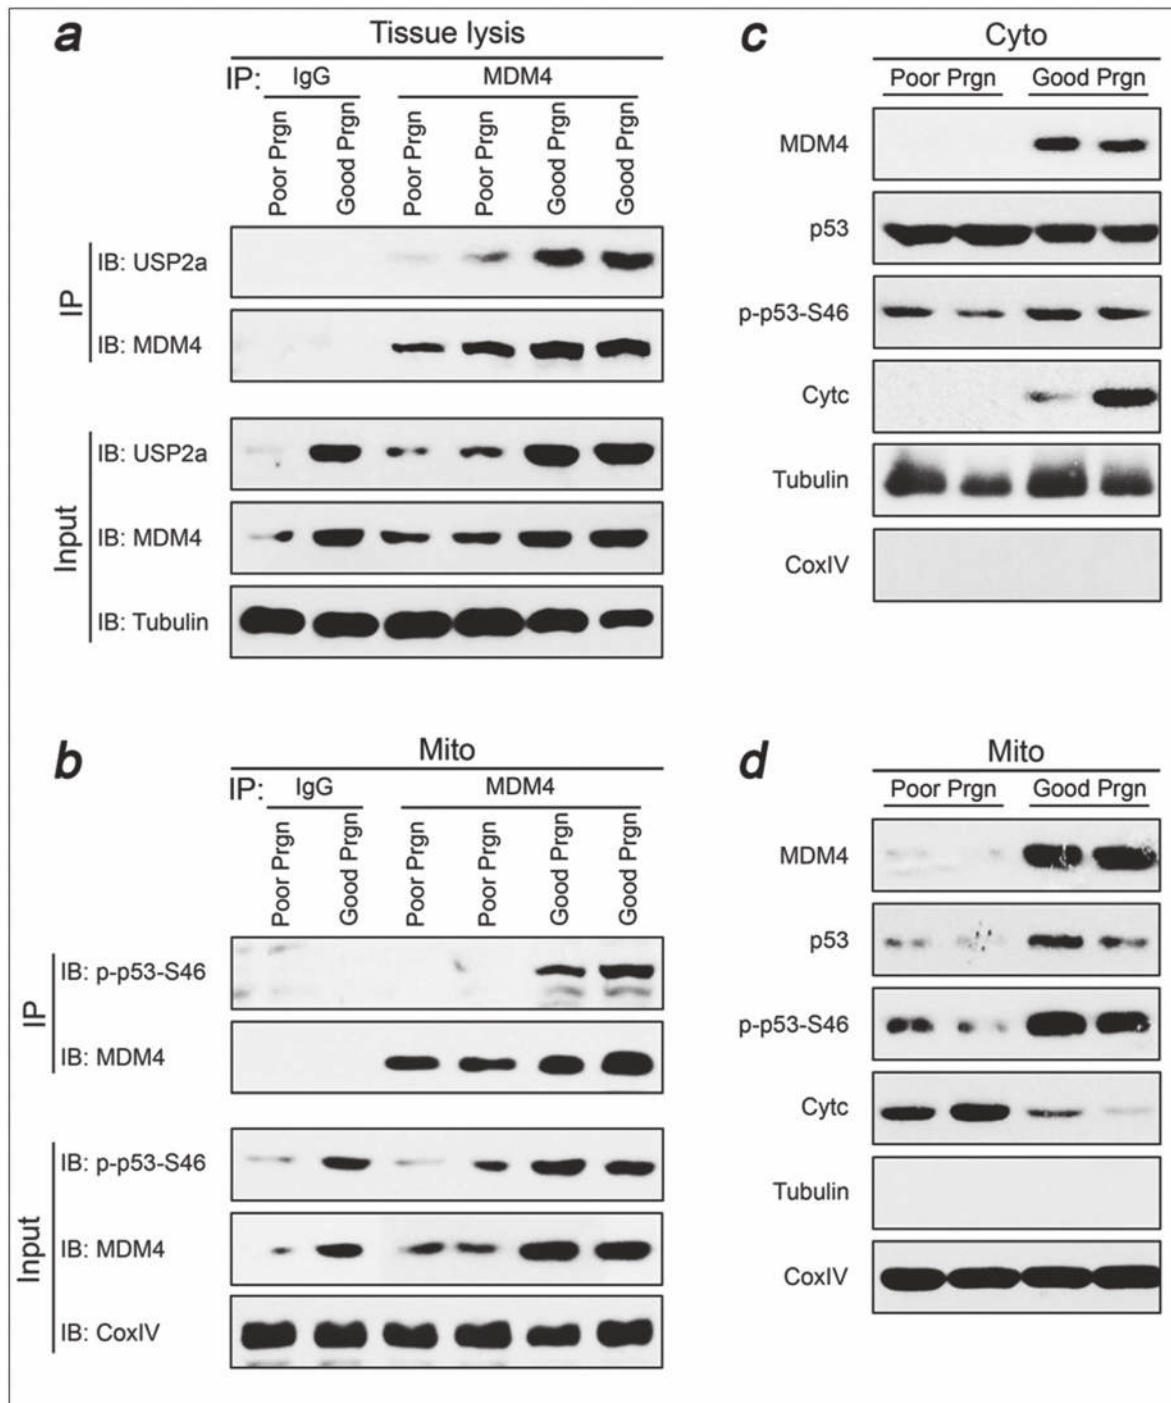 a
Tissue lysis
IP: IgG MDM4
Poor Prgn
Good Prgn
Poor Prgn
Poor Prgn
Good Prgn
Good Prgn
IP
IB: USP2a
IB: MDM4
Input
IB: USP2a
IB: MDM4
IB: Tubulin
b
Mito
IP: IgG MDM4
Poor Prgn
Good Prgn
Poor Prgn
Poor Prgn
Good Prgn
Good Prgn
IP
IB: p-p53-S46
IB: MDM4
Input
IB: p-p53-S46
IB: MDM4
IB: CoxIV
c
Cyto
Poor Prgn Good Prgn
MDM4
p53
p-p53-S46
Cytc
Tubulin
CoxIV
d
Mito
Poor Prgn Good Prgn
MDM4
p53
p-p53-S46
Cytc
Tubulin
CoxIV